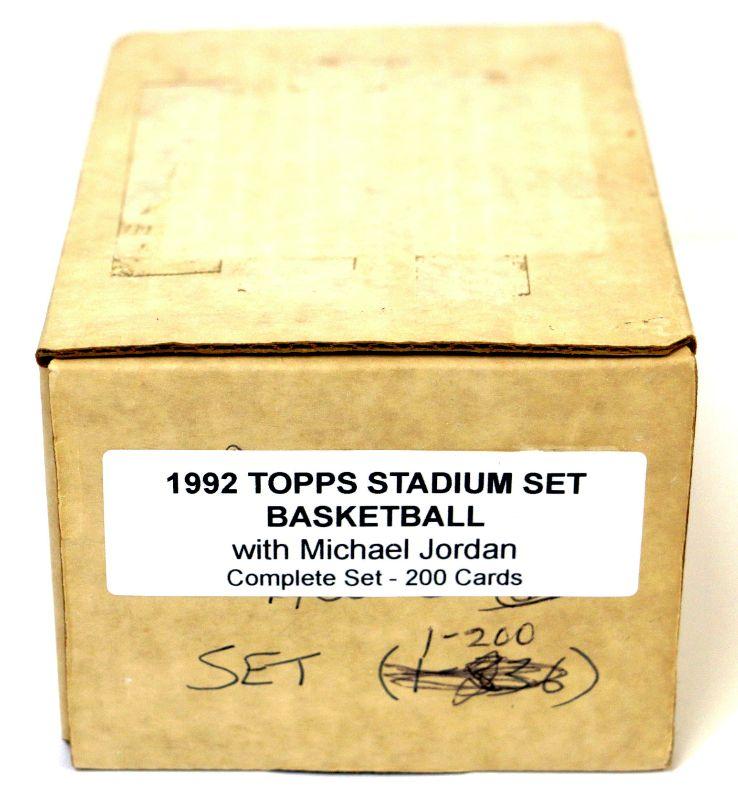 1992 TOPPS STADIUM SET
BASKETBALL
with Michael Jordan
Complete Set - 200 Cards
1-200
SET ( )